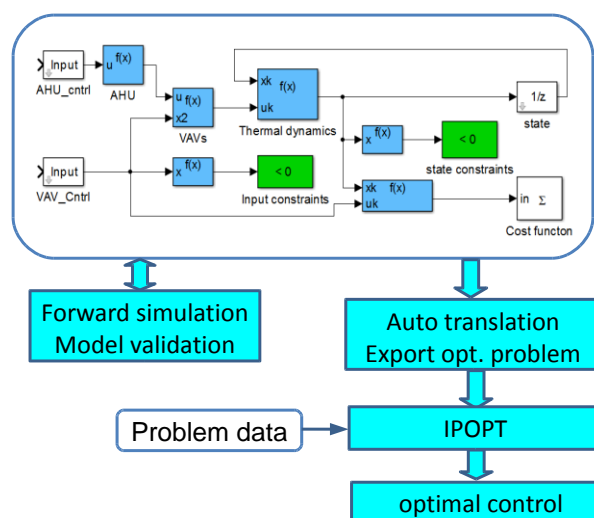 Input
AHU_cntrl
u f(x)
AHU
u f(x)
x2
VAVs
xk f(x)
uk
Thermal dynamics
1/z
state
x f(x)
< 0
state constraints
Input
VAV_Cntrl
x f(x)
< 0
Input constraints
xk f(x)
uk
in Σ
Cost functon
Forward simulation
Model validation
Auto translation
Export opt. problem
Problem data
IPOPT
optimal control